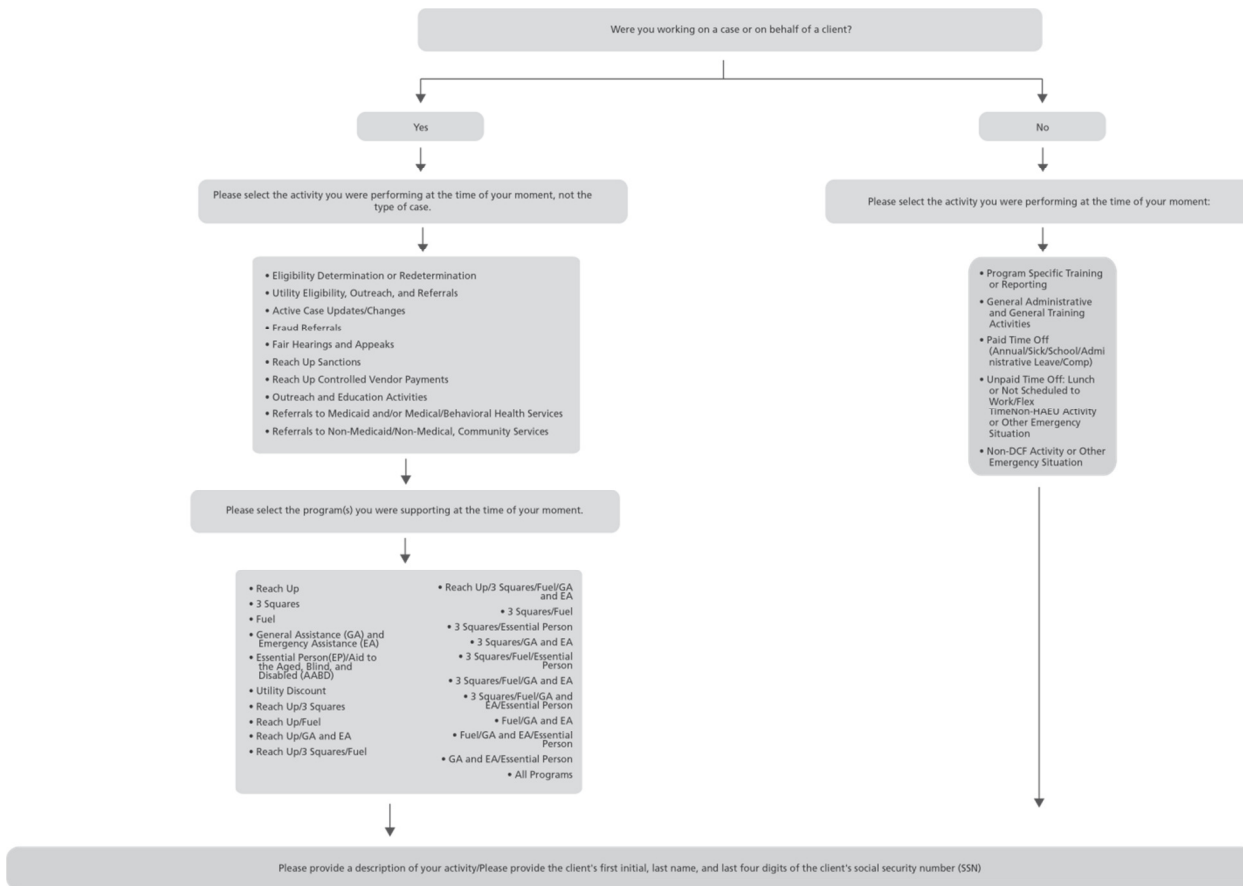 Were you working on a case or on behalf of a client?
Yes
No
Please select the activity you were performing at the time of your moment, not the
type of case.
Please select the activity you were performing at the time of your moment:
• Eligibility Determination or Redetermination
• Utility Eligibility, Outreach, and Referrals
• Active Case Updates/Changes
• Fraud Referrals
• Fair Hearings and Appeaks
• Reach Up Sanctions
• Reach Up Controlled Vendor Payments
• Outreach and Education Activities
• Referrals to Medicaid and/or Medical/Behavioral Health Services
• Referrals to Non-Medicaid/Non-Medical, Community Services
• Program Specific Training
or Reporting
• General Administrative
and General Training
Activities
• Paid Time Off
(Annual/Sick/School/Admi
nistrative Leave/Comp)
• Unpaid Time Off: Lunch
or Not Scheduled to
Work/Flex
TimeNon-HAEU Activity
or Other Emergency
Situation
• Non-DCF Activity or Other
Emergency Situation
Please select the program(s) you were supporting at the time of your moment.
• Reach Up
• 3 Squares
• Fuel
• General Assistance (GA) and
Emergency Assistance (EA)
• Essential Person(EP)/Aid to
the Aged, Blind, and
Disabled (AABD)
• Utility Discount
• Reach Up/3 Squares
• Reach Up/Fuel
• Reach Up/GA and EA
• Reach Up/3 Squares/Fuel
• Reach Up/3 Squares/Fuel/GA
and EA
• 3 Squares/Fuel
• 3 Squares/Essential Person
• 3 Squares/GA and EA
• 3 Squares/Fuel/Essential
Person
• 3 Squares/Fuel/GA and EA
• 3 Squares/Fuel/GA and
EA/Essential Person
• Fuel/GA and EA
• Fuel/GA and EA/Essential
Person
• GA and EA/Essential Person
• All Programs
Please provide a description of your activity/Please provide the client's first initial, last name, and last four digits of the client's social security number (SSN)